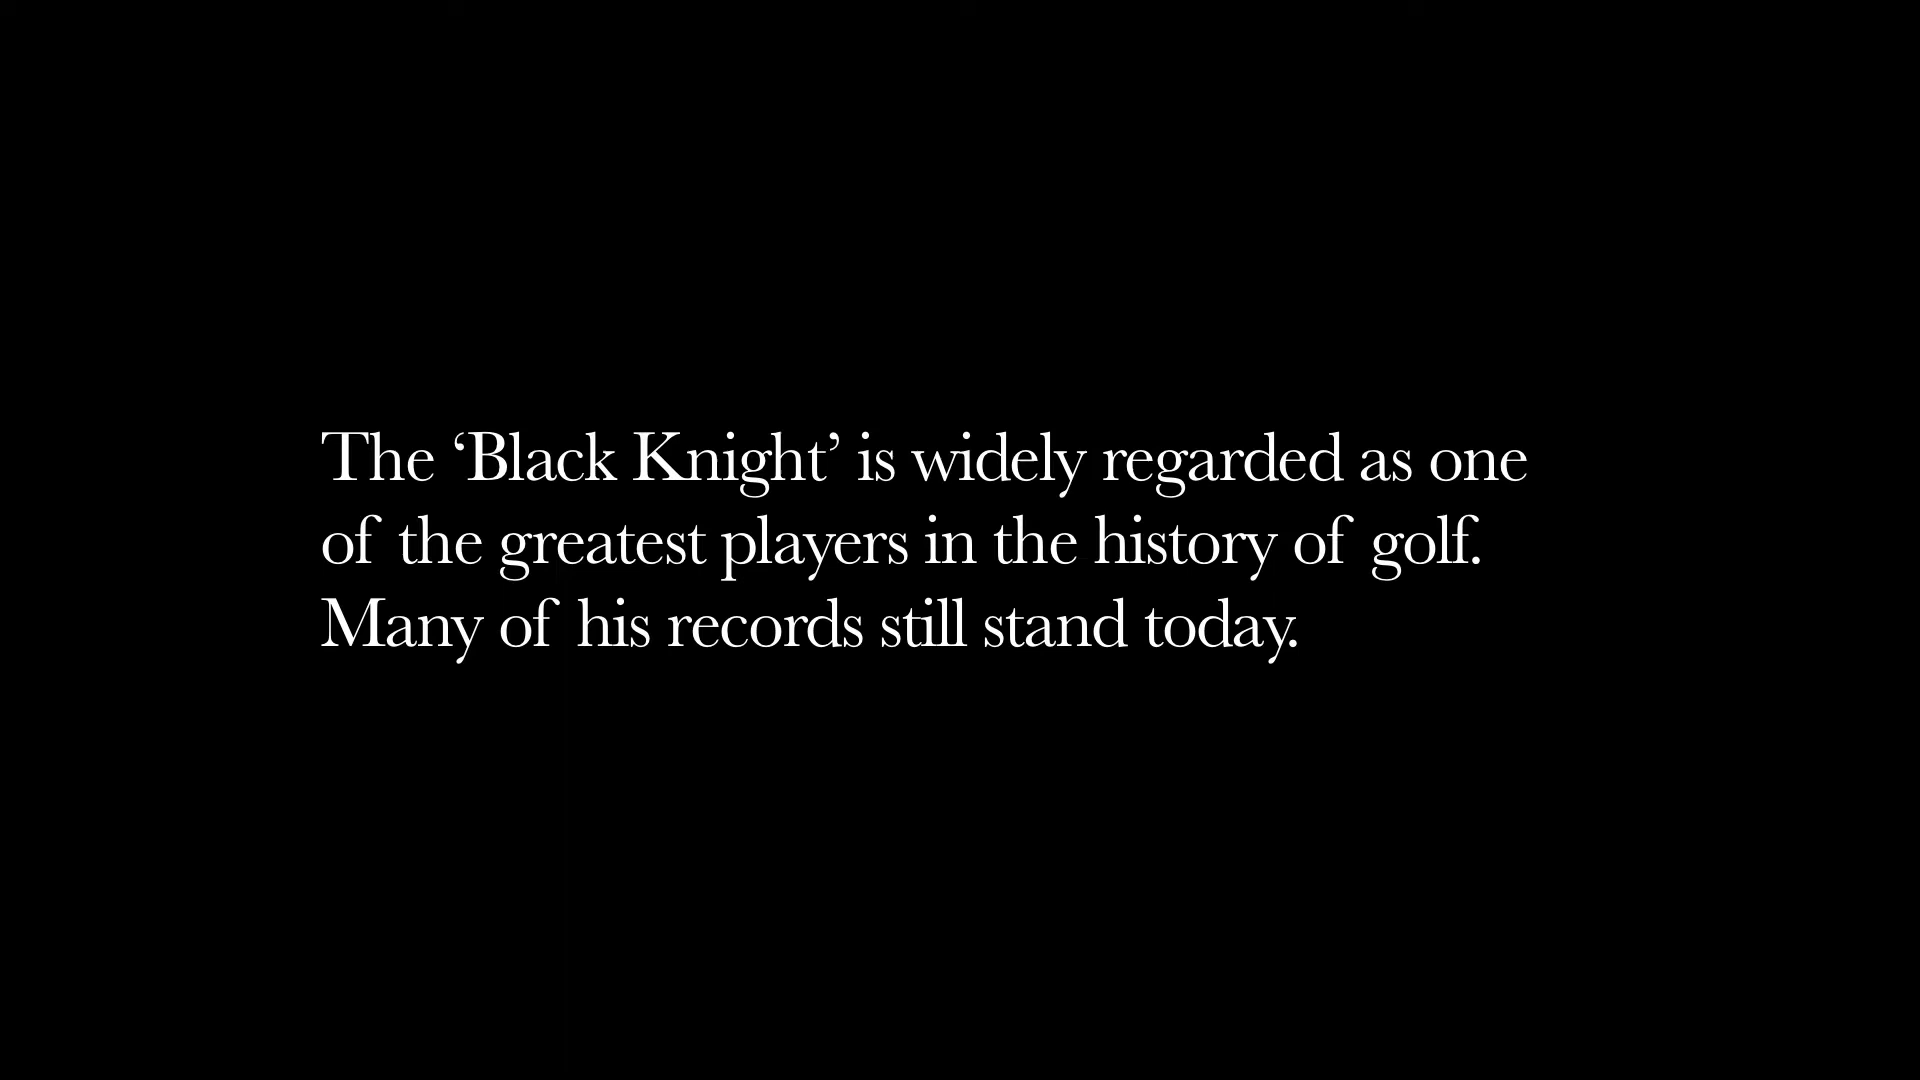 The ‘Black Knight’ is widely regarded as one
of the greatest players in the history of golf.
Many of his records still stand today.